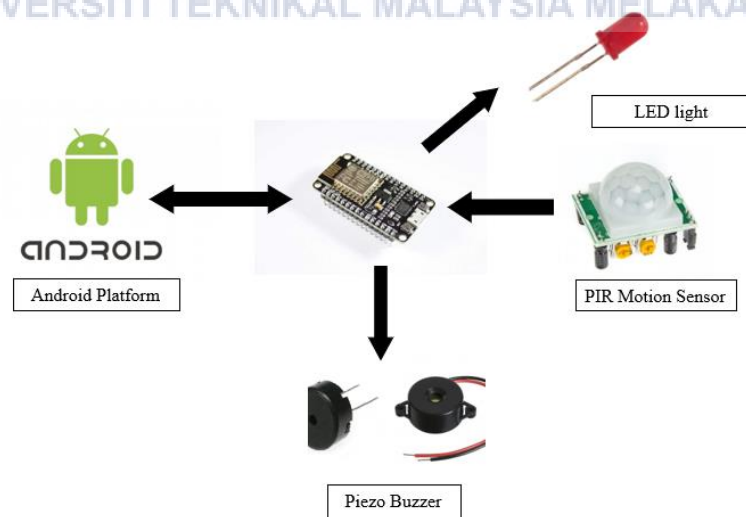 VERSITI TEKNIKAL MALAYSIA MELAKA
LED light
ANDROID
Android Platform
PIR Motion Sensor
Piezo Buzzer